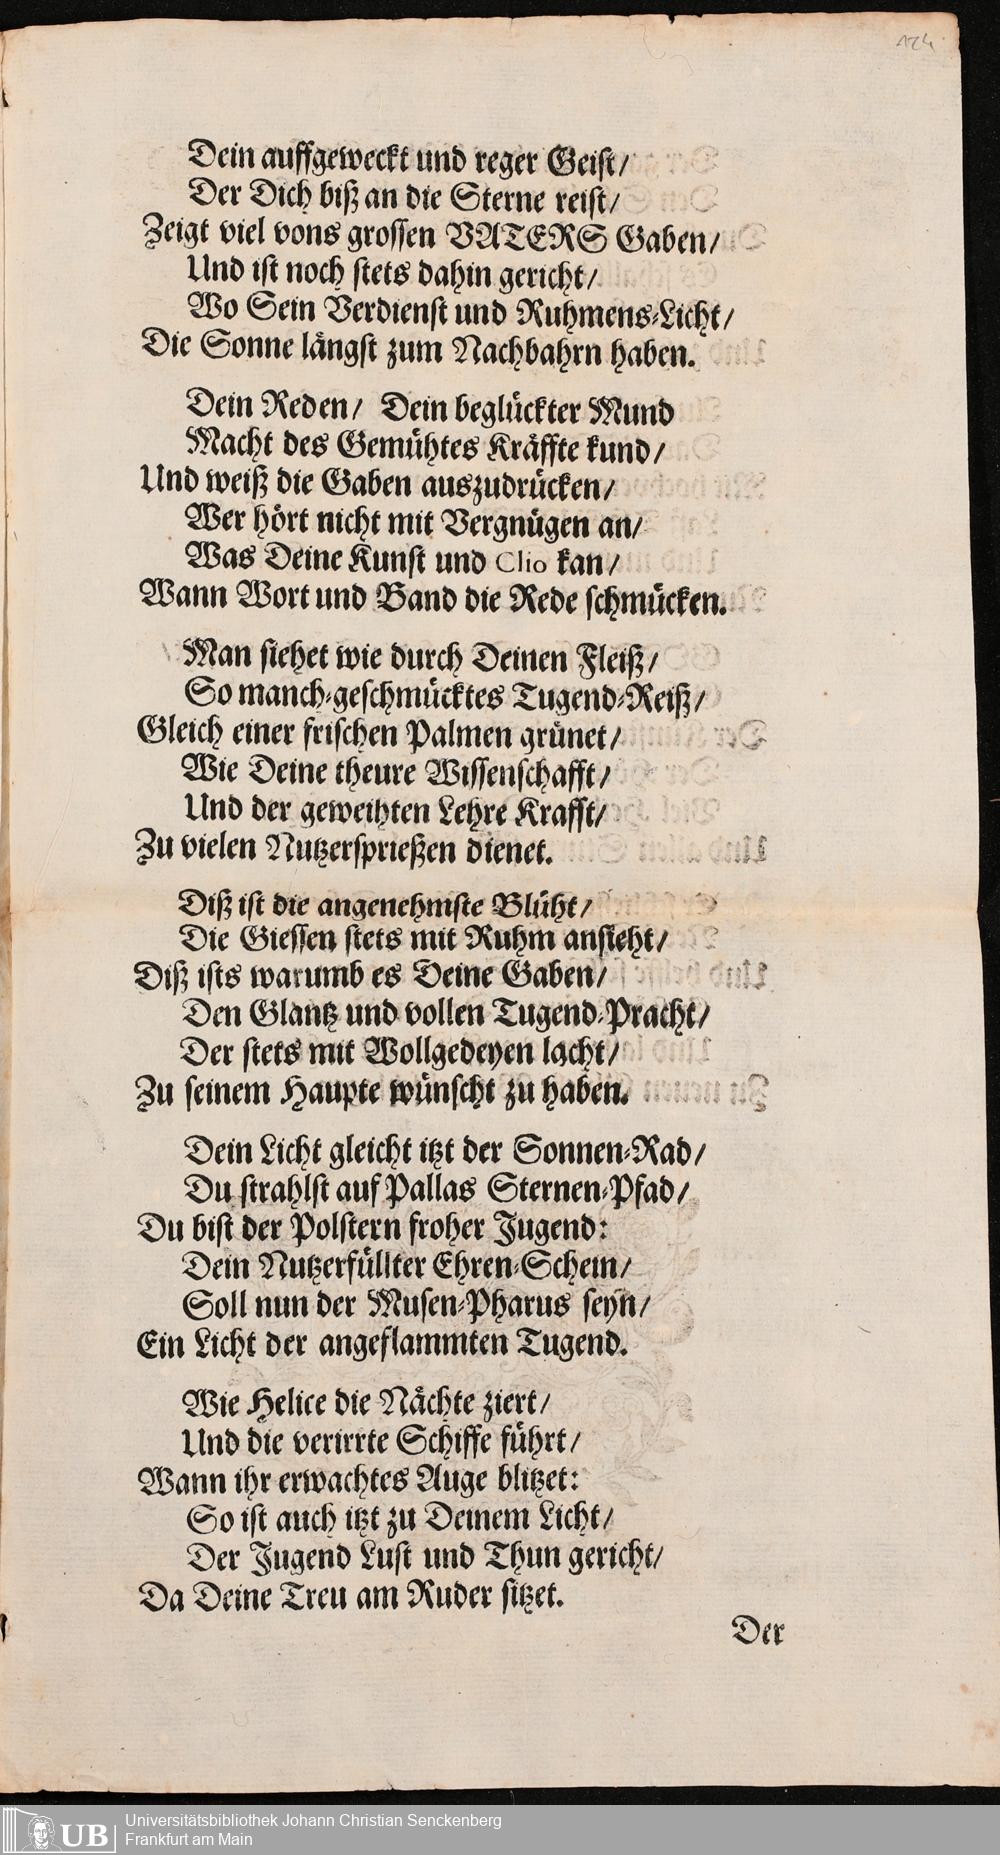 124
Dein auffgeweckt und reger Geist/
Der Dich biß an die Sterne reist/
Zeigt viel vons grossen VATERS Gaben/
Und ist noch stets dahin gericht/
Wo Sein Verdienst und Ruhmens-Licht/
Die Sonne längst zum Nachbahrn haben.
Dein Reden/ Dein beglückter Mund
Macht des Gemühtes Kräffte kund/
Und weiß die Gaben auszudrücken/
Wer hört nicht mit Vergnügen an/
Was Deine Kunst und Clio kan/
Wann Wort und Band die Rede schmücken.
Man siehet wie durch Deinen Fleiß/
So manch-geschmücktes Tugend-Reiß/
Gleich einer frischen Palmen grünet/
Wie Deine theure Wissenschafft/
Und der geweihten Lehre Krafft/
Zu vielen Nutzersprießen dienet.
Diß ist die angenehmste Blüht/
Die Giessen stets mit Ruhm ansieht/
Diß ists warumb es Deine Gaben/
Den Glantz und vollen Tugend-Pracht/
Der stets mit Wollgedeyen lacht/
Zu seinem Haupte wünscht zu haben.
Dein Licht gleicht itzt der Sonnen-Rad/
Du strahlst auf Pallas Sternen-Pfad/
Du bist der Polstern froher Jugend:
Dein Nutzerfüllter Ehren-Schein/
Soll nun der Musen-Pharus seyn/
Ein Licht der angeflammten Tugend.
Wie Helice die Nächte ziert/
Und die verirrte Schiffe führt/
Wann ihr erwachtes Auge blitzet:
So ist auch itzt zu Deinem Licht/
Der Jugend Lust und Thun gericht/
Da Deine Treu am Ruder sitzet.
Der
UB Universitätsbibliothek Johann Christian Senckenberg
Frankfurt am Main